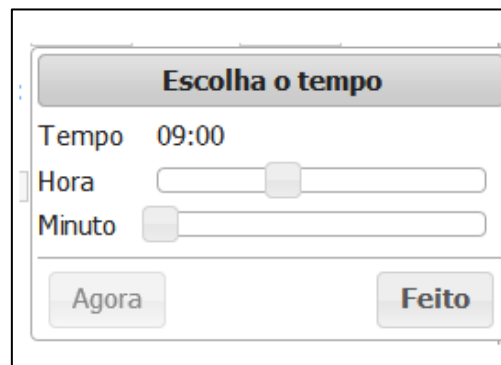 Escolha o tempo
Tempo 09:00
Hora
Minuto
Agora Feito